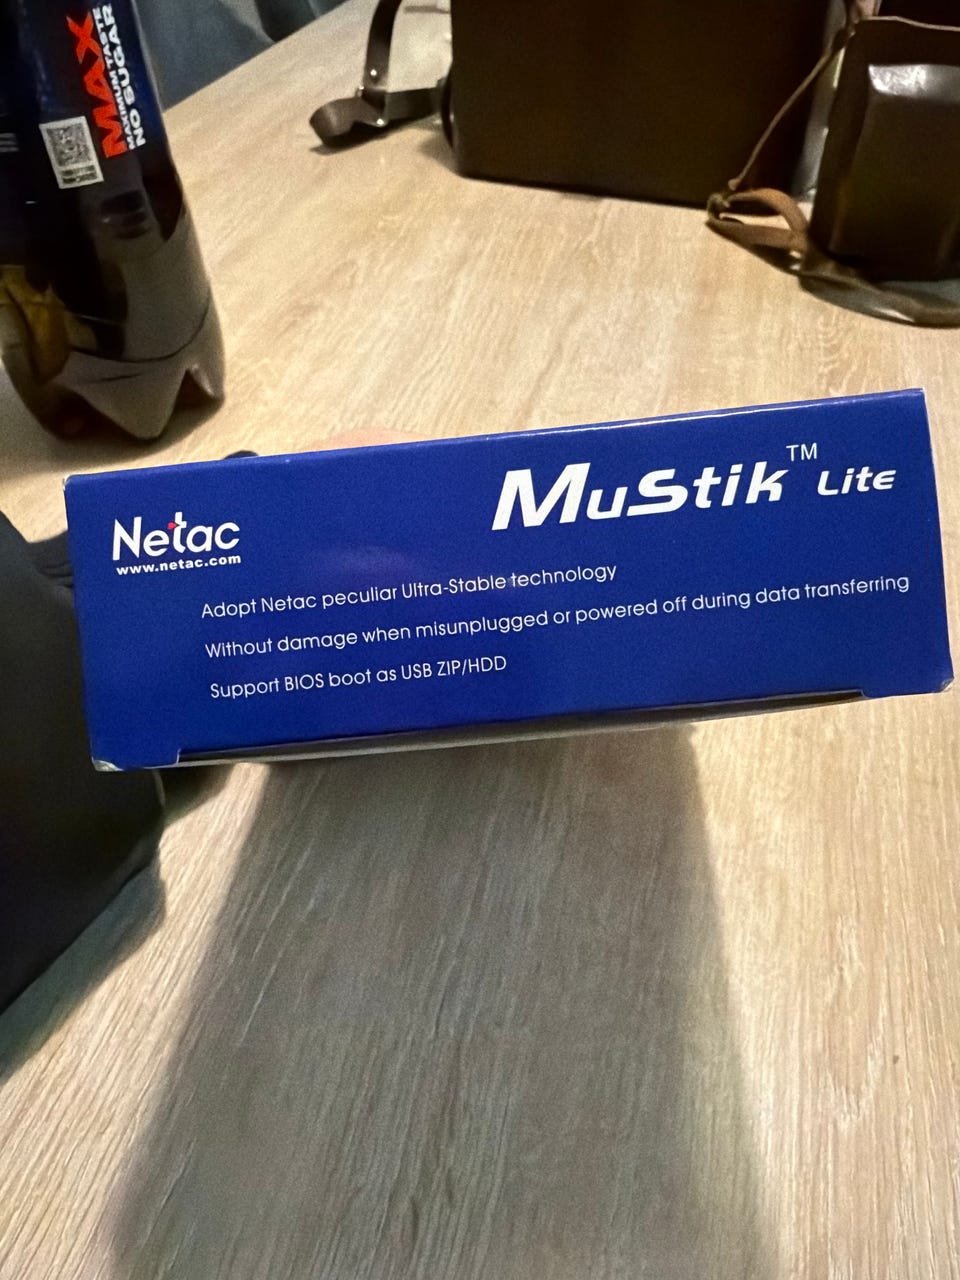 MAX
MAXIMUM TASTE
NO SUGAR
MuStik™ Lite
Netac
www.netac.com
Adopt Netac peculiar Ultra-Stable technology
Without damage when misunplugged or powered off during data transferring
Support BIOS boot as USB ZIP/HDD